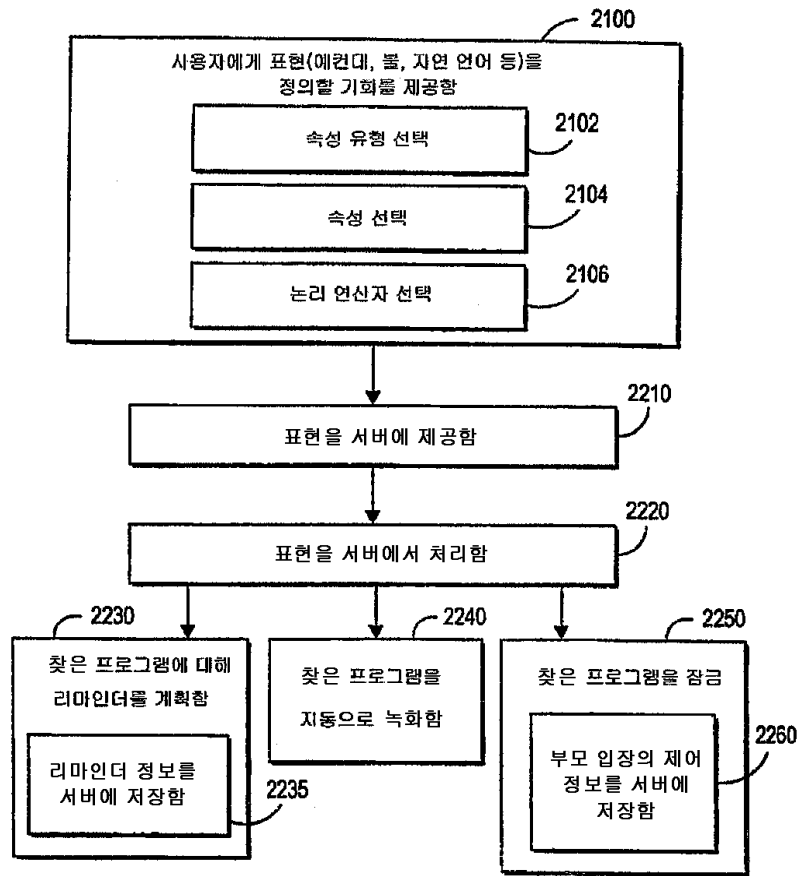 2100
사용자에게 표현(예컨대, 불, 자연 언어 등)을
정의할 기회를 제공함
속성 유형 선택
2102
속성 선택
2104
논리 연산자 선택
2106
2210
표현을 서버에 제공함
2220
표현을 서버에서 처리함
2230
찾은 프로그램에 대해
리마인더를 계획함
리마인더 정보를
서버에 저장함
2235
2240
찾은 프로그램을
자동으로 녹화함
2250
찾은 프로그램을 잠금
부모 입장의 제어
정보를 서버에
저장함
2260